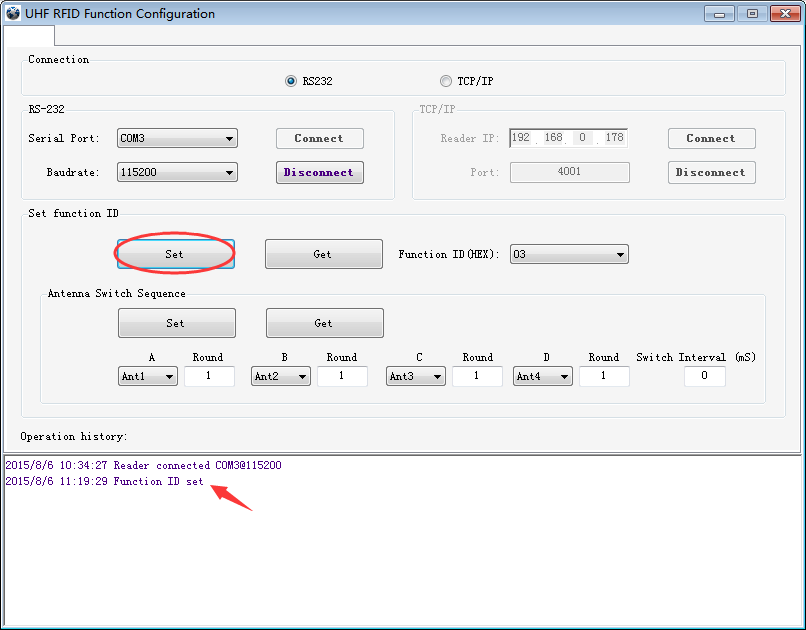 UHF RFID Function Configuration
Connection
RS232 TCP/IP
RS-232 TCP/IP
Serial Port: COM3 Connect Reader IP: 192 . 168 . 0 . 178 Connect
Baudrate: 115200 Disconnect Port: 4001 Disconnect
Set function ID
Set Get Function ID(HEX): 03
Antenna Switch Sequence
Set Get
A Round B Round C Round D Round Switch Interval (mS)
Ant1 1 Ant2 1 Ant3 1 Ant4 1 0
Operation history:
2015/8/6 10:34:27 Reader connected COM3@115200
2015/8/6 11:19:29 Function ID set